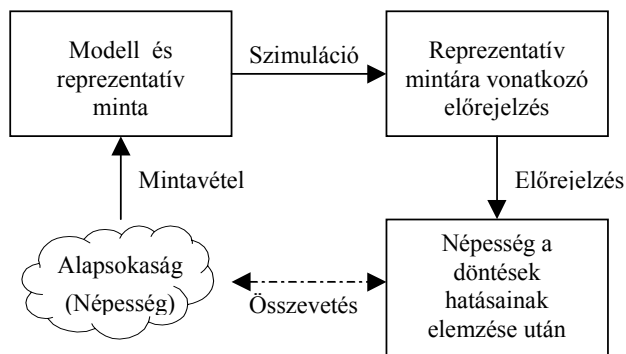 Modell és
reprezentatív
minta
Szimuláció
Reprezentatív
mintára vonatkozó
előrejelzés
Mintavétel
Előrejelzés
Alapsokaság
(Népesség)
Összevetés
Népesség a
döntések
hatásainak
elemzése után